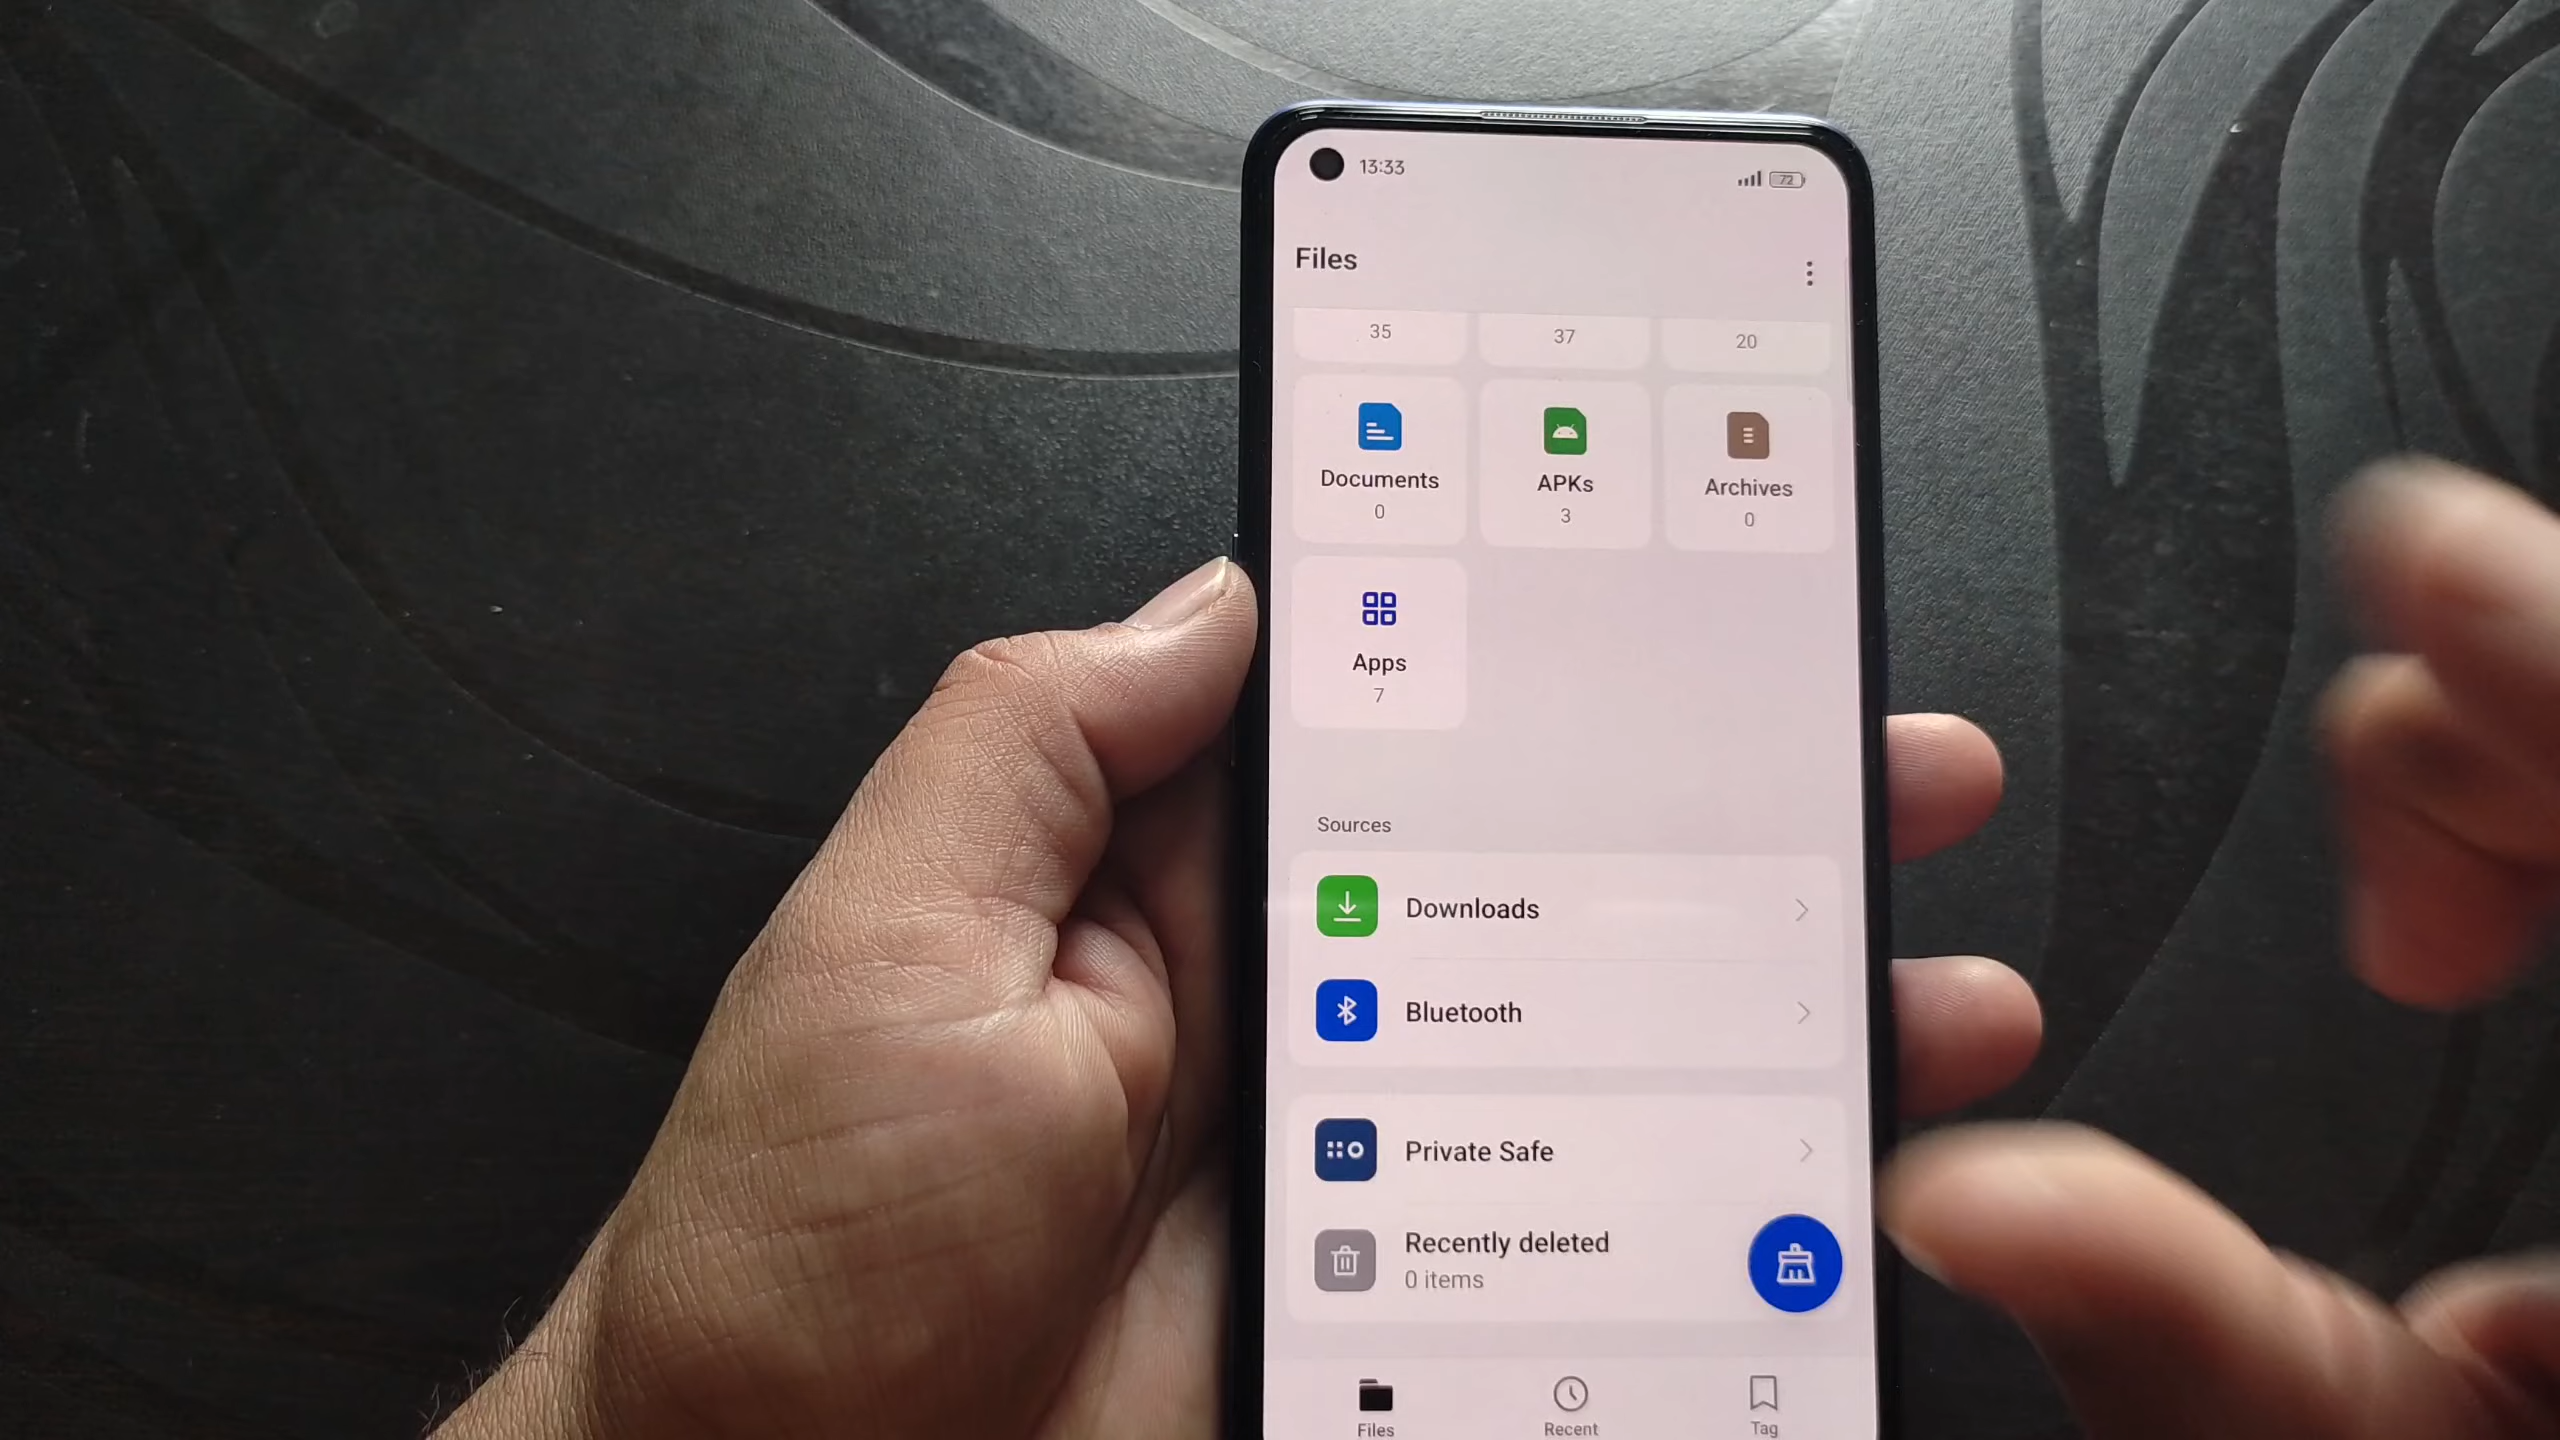 13:33
72
Files
35
37
20
Documents
0
APKs
3
Archives
0
Apps
7
Sources
Downloads
Bluetooth
Private Safe
Recently deleted
0 items
Files
Recent
Tag